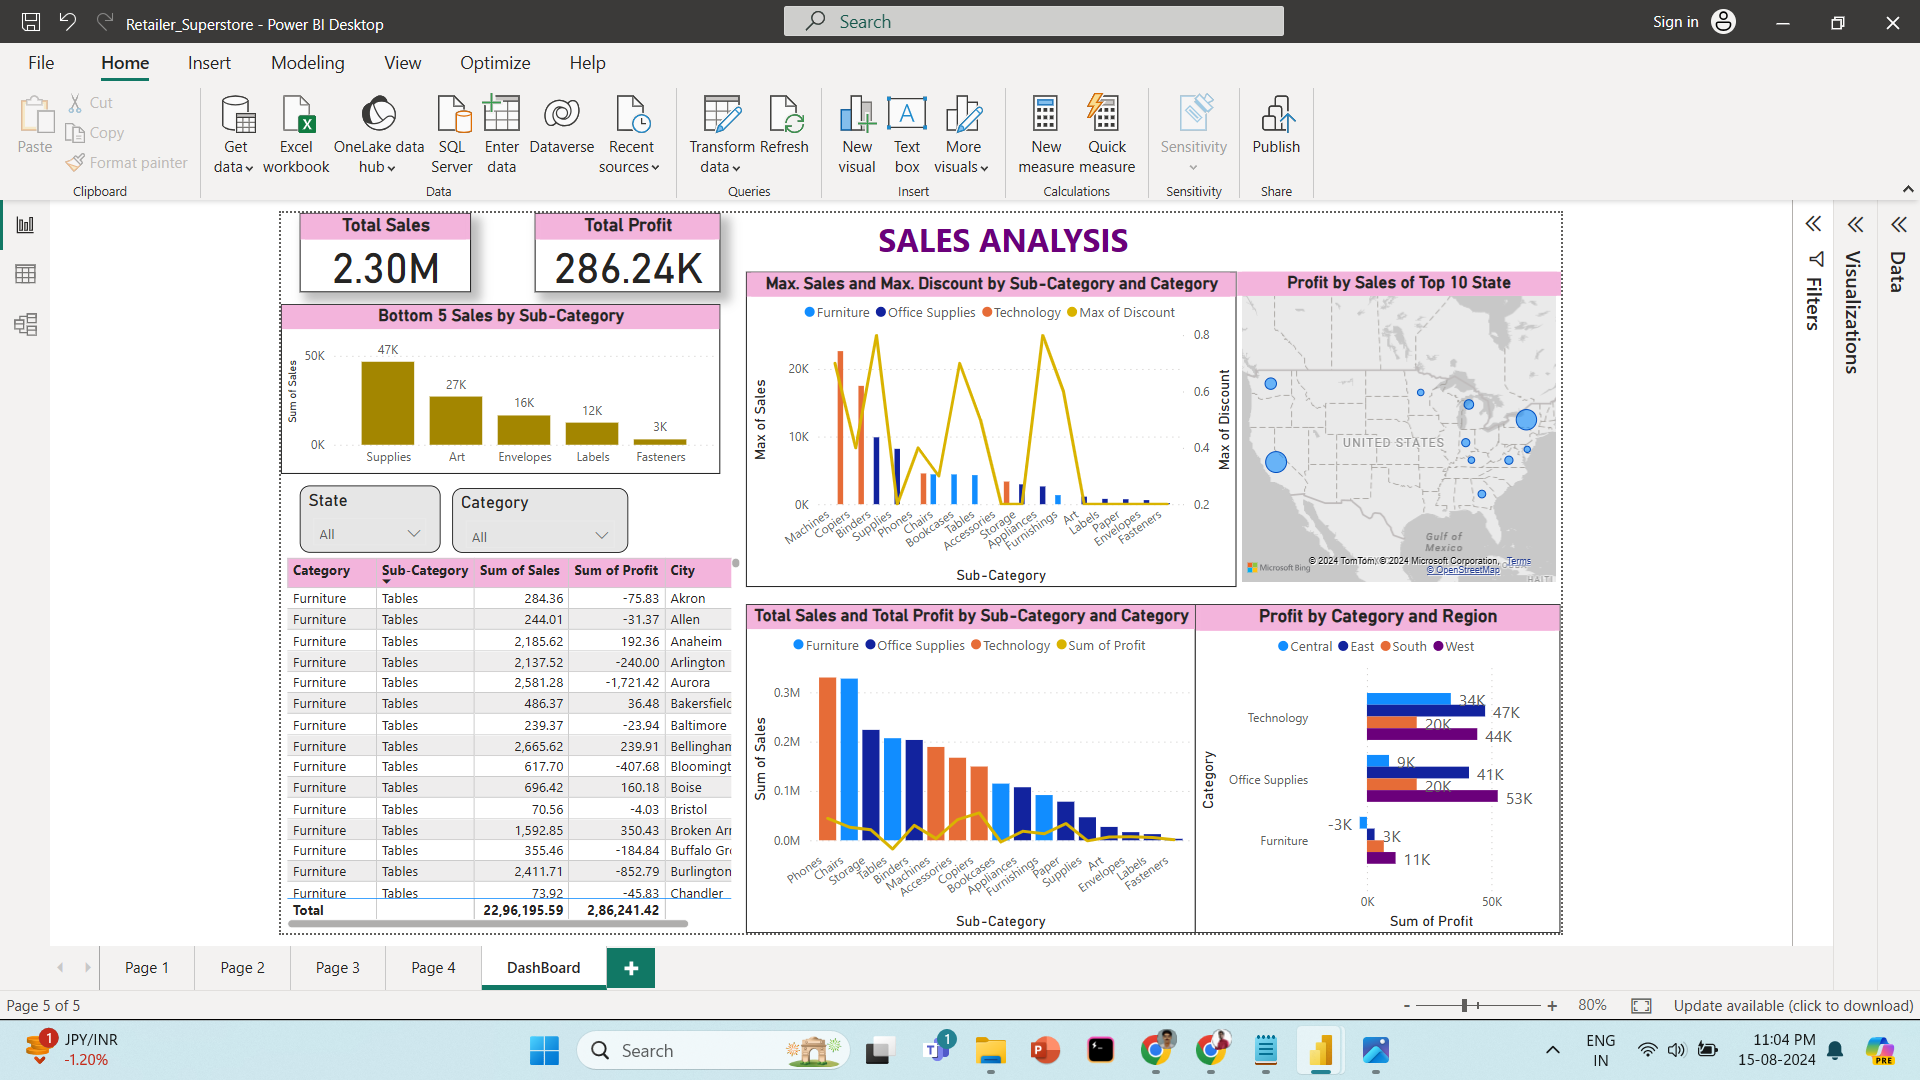 Retailer_Superstore - Power BI Desktop
Search
Sign in
File Home Insert Modeling View Optimize Help
Paste
Cut
Copy
Format painter
Clipboard
Get data
Excel workbook
OneLake data hub
SQL Server
Enter data
Dataverse
Recent sources
Data
Transform data
Refresh
Queries
New visual
Text box
More visuals
Insert
New measure
Quick measure
Calculations
Sensitivity
Sensitivity
Publish
Share
Total Sales
2.30M
Total Profit
286.24K
SALES ANALYSIS
Bottom 5 Sales by Sub-Category
Sum of Sales
50K
0K
47K
27K
16K
12K
3K
Supplies Art Envelopes Labels Fasteners
State
All
Category
All
Category Sub-Category Sum of Sales Sum of Profit City
Furniture Tables 284.36 -75.83 Akron
Furniture Tables 244.01 -31.37 Allen
Furniture Tables 2,185.62 192.36 Anaheim
Furniture Tables 2,137.52 -240.00 Arlington
Furniture Tables 2,581.28 -1,721.42 Aurora
Furniture Tables 486.37 36.48 Bakersfielc
Furniture Tables 239.37 -23.94 Baltimore
Furniture Tables 2,665.62 239.91 Bellingham
Furniture Tables 617.70 -407.68 Bloomingt
Furniture Tables 696.42 160.18 Boise
Furniture Tables 70.56 -4.03 Bristol
Furniture Tables 1,592.85 350.43 Broken Arr
Furniture Tables 355.46 -184.84 Buffalo Gr
Furniture Tables 2,411.71 -852.79 Burlington
Furniture Tables 73.92 -45.83 Chandler
Total 22,96,195.59 2,86,241.42
Max. Sales and Max. Discount by Sub-Category and Category
Furniture Office Supplies Technology Max of Discount
Max of Sales
20K
10K
0K
0.8
0.6
0.4
0.2
Max of Discount
Machines Copiers Binders Supplies Phones Chairs Bookcases Tables Accessories Storage Appliances Furnishings Art Labels Paper Envelopes Fasteners
Sub-Category
Profit by Sales of Top 10 State
UNITED STATES
Gulf of
Mexico
Microsoft Bing
© 2024 TomTom, © 2024 Microsoft Corporation, Terms
© OpenStreetMap
HAITI
Total Sales and Total Profit by Sub-Category and Category
Furniture Office Supplies Technology Sum of Profit
Sum of Sales
0.3M
0.2M
0.1M
0.0M
Phones Chairs Storage Tables Binders Machines Accessories Copiers Bookcases Appliances Furnishings Paper Supplies Art Envelopes Labels Fasteners
Sub-Category
Profit by Category and Region
Central East South West
Category
Technology
34K
47K
20K
44K
Office Supplies
9K
41K
20K
53K
Furniture
-3K
3K
11K
0K 50K
Sum of Profit
Filters
Visualizations
Data
Page 1 Page 2 Page 3 Page 4 DashBoard
Page 5 of 5
- + 80%
Update available (click to download)
1
JPY/INR
-1.20%
Search
1
ENG
IN
11:04 PM
15-08-2024
PRE